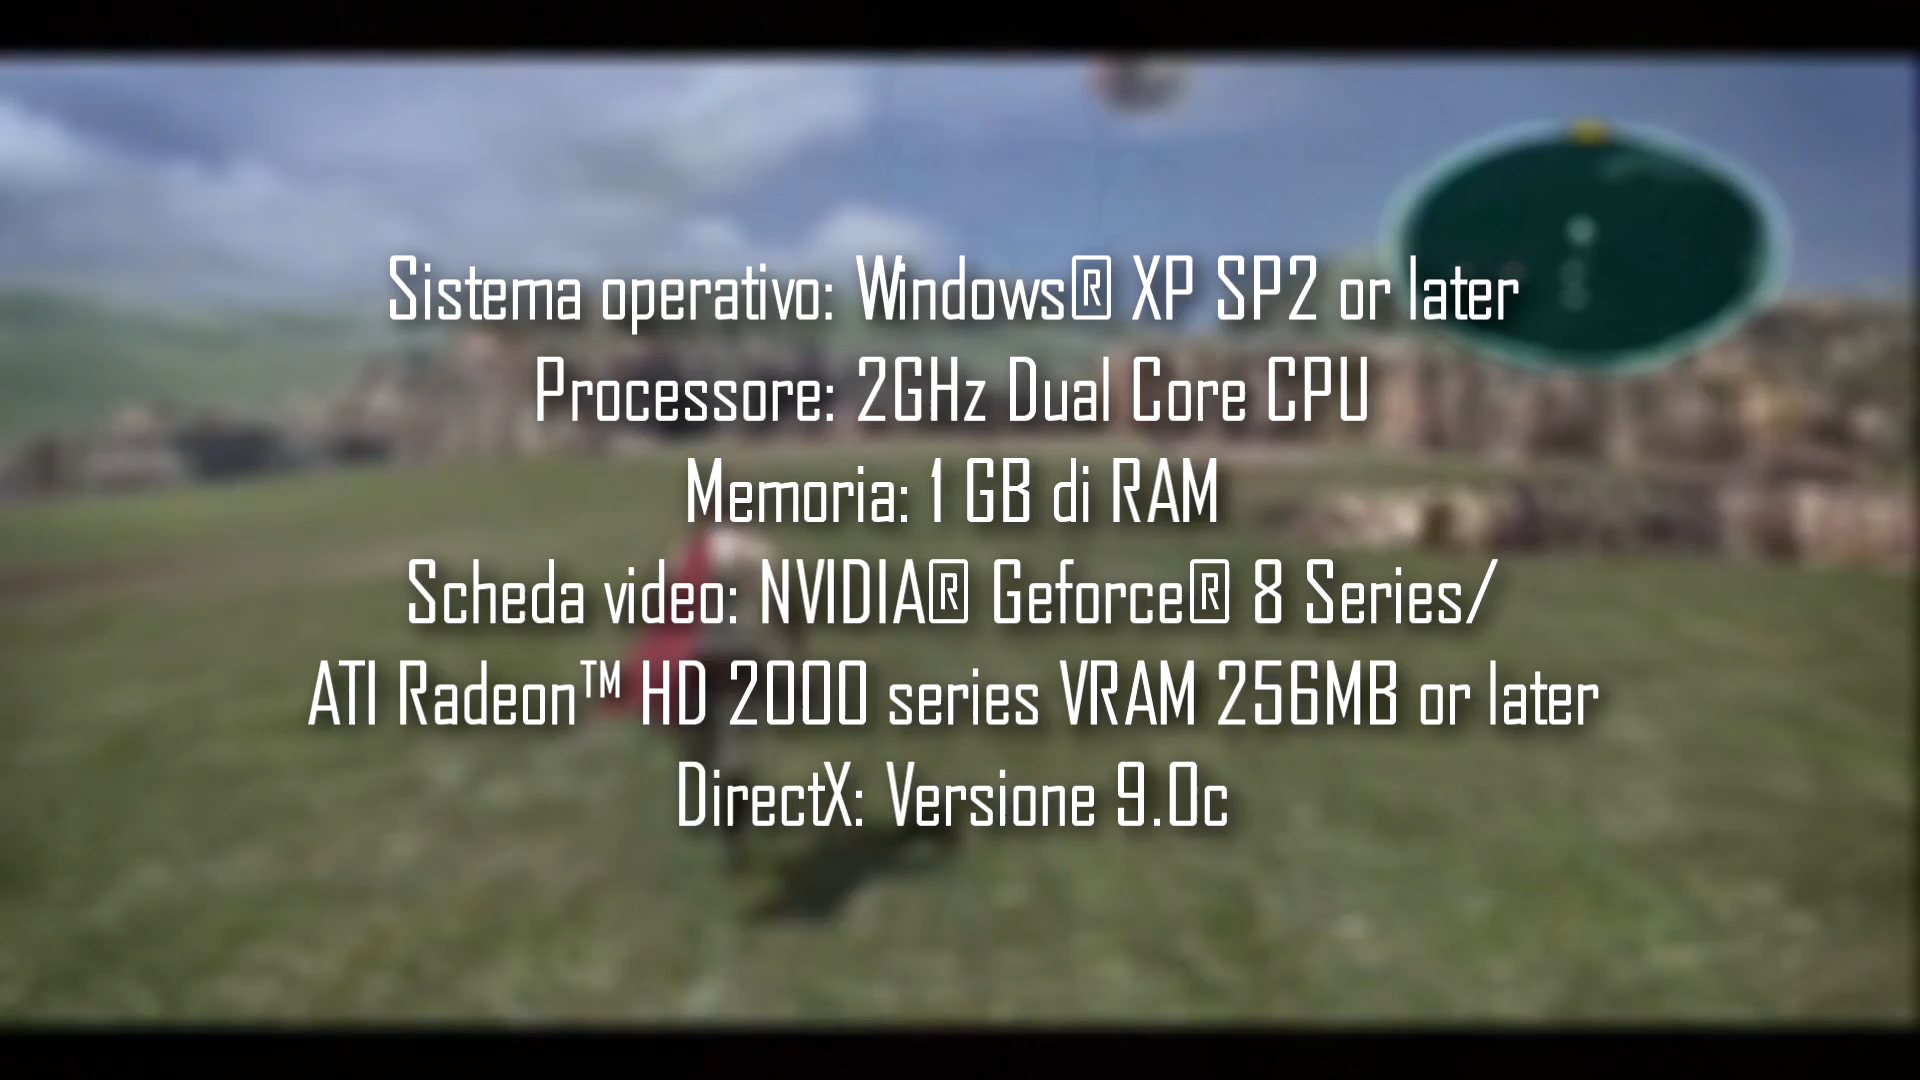 Sistema operativo: Windows® XP SP2 or later
Processore: 2GHz Dual Core CPU
Memoria: 1 GB di RAM
Scheda video: NVIDIA® Geforce® 8 Series/
ATI Radeon™ HD 2000 series VRAM 256MB or later
DirectX: Versione 9.0c